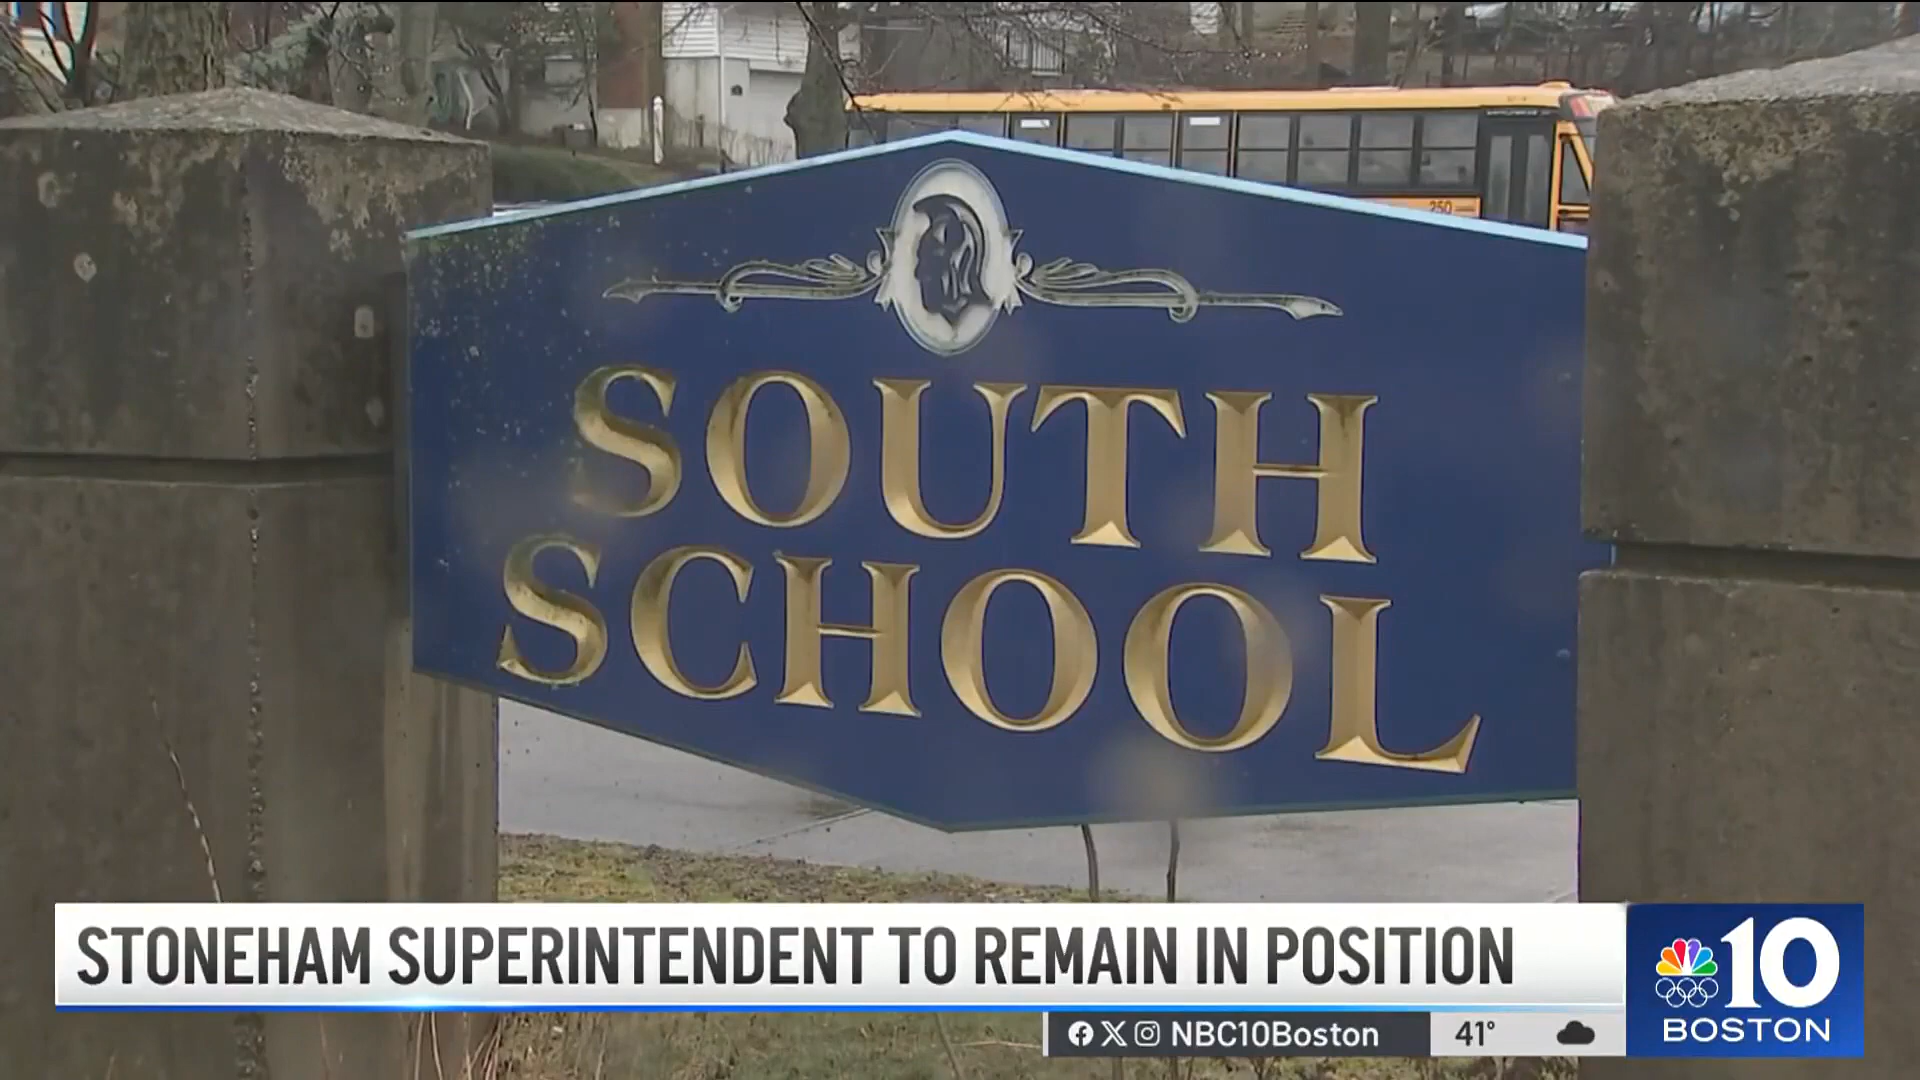 250
SOUTH
SCHOOL
STONEHAM SUPERINTENDENT TO REMAIN IN POSITION
10
BOSTON
NBC10Boston
41°